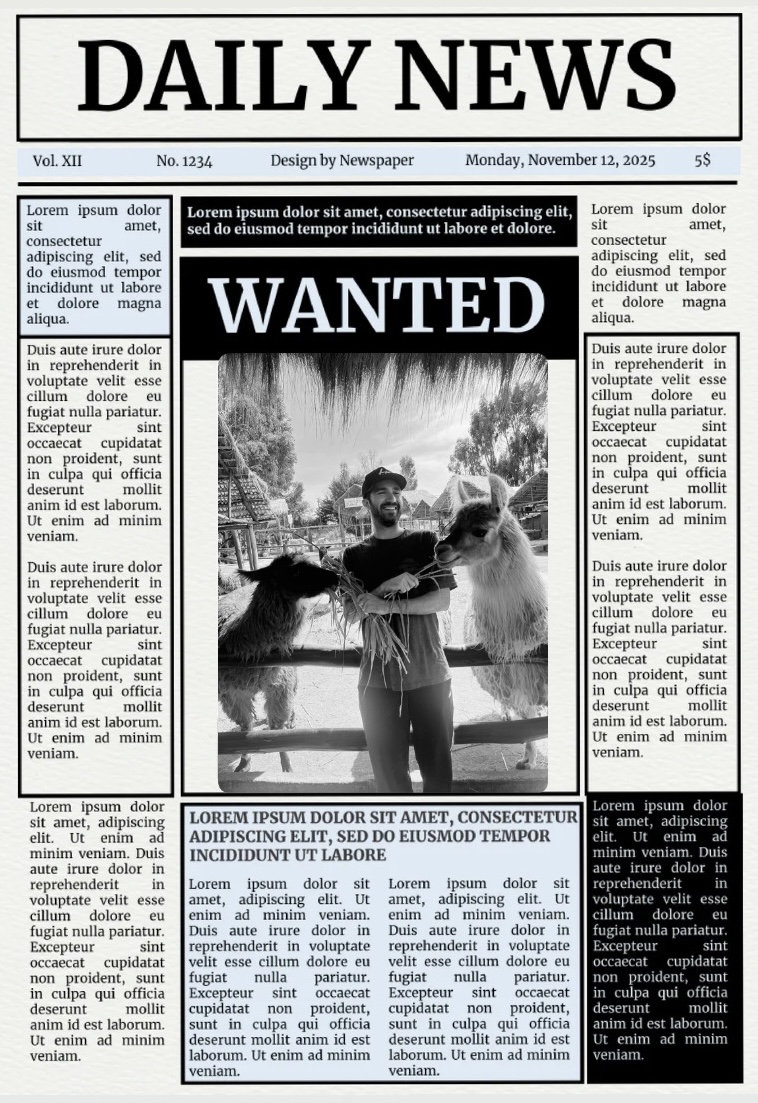 DAILY NEWS
Vol. XII No. 1234 Design by Newspaper Monday, November 12, 2025 5$
Lorem ipsum dolor
sit amet,
consectetur
adipiscing elit, sed
do eiusmod tempor
incididunt ut labore
et dolore magna
aliqua.
Duis aute irure dolor
in reprehenderit in
voluptate velit esse
cillum dolore eu
fugiat nulla pariatur.
Excepteur sint
occaecat cupidatat
non proident, sunt
in culpa qui officia
deserunt mollit
anim id est laborum.
Ut enim ad minim
veniam.
Duis aute irure dolor
in reprehenderit in
voluptate velit esse
cillum dolore eu
fugiat nulla pariatur.
Excepteur sint
occaecat cupidatat
non proident, sunt
in culpa qui officia
deserunt mollit
anim id est laborum.
Ut enim ad minim
veniam.
Lorem ipsum dolor
sit amet, adipiscing
elit. Ut enim ad
minim veniam. Duis
aute irure dolor in
reprehenderit in
voluptate velit esse
cillum dolore eu
fugiat nulla pariatur.
Excepteur sint
occaecat cupidatat
non proident, sunt
in culpa qui officia
deserunt mollit
anim id est laborum.
Ut enim ad minim
veniam.
Lorem ipsum dolor sit amet, consectetur adipiscing elit,
sed do eiusmod tempor incididunt ut labore et dolore.
WANTED
LOREM IPSUM DOLOR SIT AMET, CONSECTETUR
ADIPISCING ELIT, SED DO EIUSMOD TEMPOR
INCIDIDUNT UT LABORE
Lorem ipsum dolor sit
amet, adipiscing elit. Ut
enim ad minim veniam.
Duis aute irure dolor in
reprehenderit in voluptate
velit esse cillum dolore eu
fugiat nulla pariatur.
Excepteur sint occaecat
cupidatat non proident,
sunt in culpa qui officia
deserunt mollit anim id est
laborum. Ut enim ad minim
veniam.
Lorem ipsum dolor sit
amet, adipiscing elit. Ut
enim ad minim veniam.
Duis aute irure dolor in
reprehenderit in voluptate
velit esse cillum dolore eu
fugiat nulla pariatur.
Excepteur sint occaecat
cupidatat non proident,
sunt in culpa qui officia
deserunt mollit anim id est
laborum. Ut enim ad minim
veniam.
Lorem ipsum dolor
sit amet,
consectetur
adipiscing elit, sed
do eiusmod tempor
incididunt ut labore
et dolore magna
aliqua.
Duis aute irure dolor
in reprehenderit in
voluptate velit esse
cillum dolore eu
fugiat nulla pariatur.
Excepteur sint
occaecat cupidatat
non proident, sunt
in culpa qui officia
deserunt mollit
anim id est laborum.
Ut enim ad minim
veniam.
Duis aute irure dolor
in reprehenderit in
voluptate velit esse
cillum dolore eu
fugiat nulla pariatur.
Excepteur sint
occaecat cupidatat
non proident, sunt
in culpa qui officia
deserunt mollit
anim id est laborum.
Ut enim ad minim
veniam.
Lorem ipsum dolor
sit amet, adipiscing
elit. Ut enim ad
minim veniam. Duis
aute irure dolor in
reprehenderit in
voluptate velit esse
cillum dolore eu
fugiat nulla pariatur.
Excepteur sint
occaecat cupidatat
non proident, sunt
in culpa qui officia
deserunt mollit
anim id est laborum.
Ut enim ad minim
veniam.